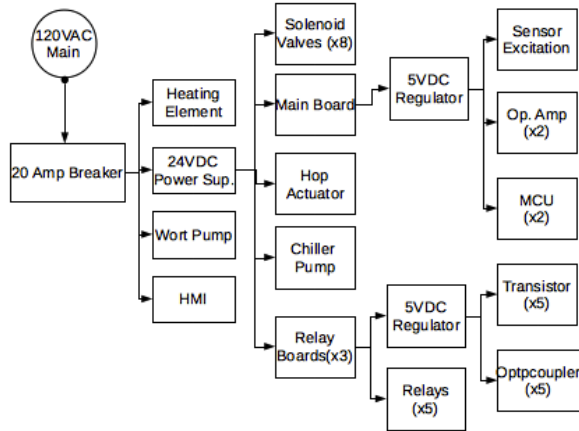 120VAC
Main
20 Amp Breaker
Heating
Element
24VDC
Power Sup.
Wort Pump
HMI
Solenoid
Valves (x8)
Main Board
Hop
Actuator
Chiller
Pump
Relay
Boards(x3)
5VDC
Regulator
5VDC
Regulator
Relays
(x5)
Sensor
Excitation
Op. Amp
(x2)
MCU
(x2)
Transistor
(x5)
Optpcoupler
(x5)